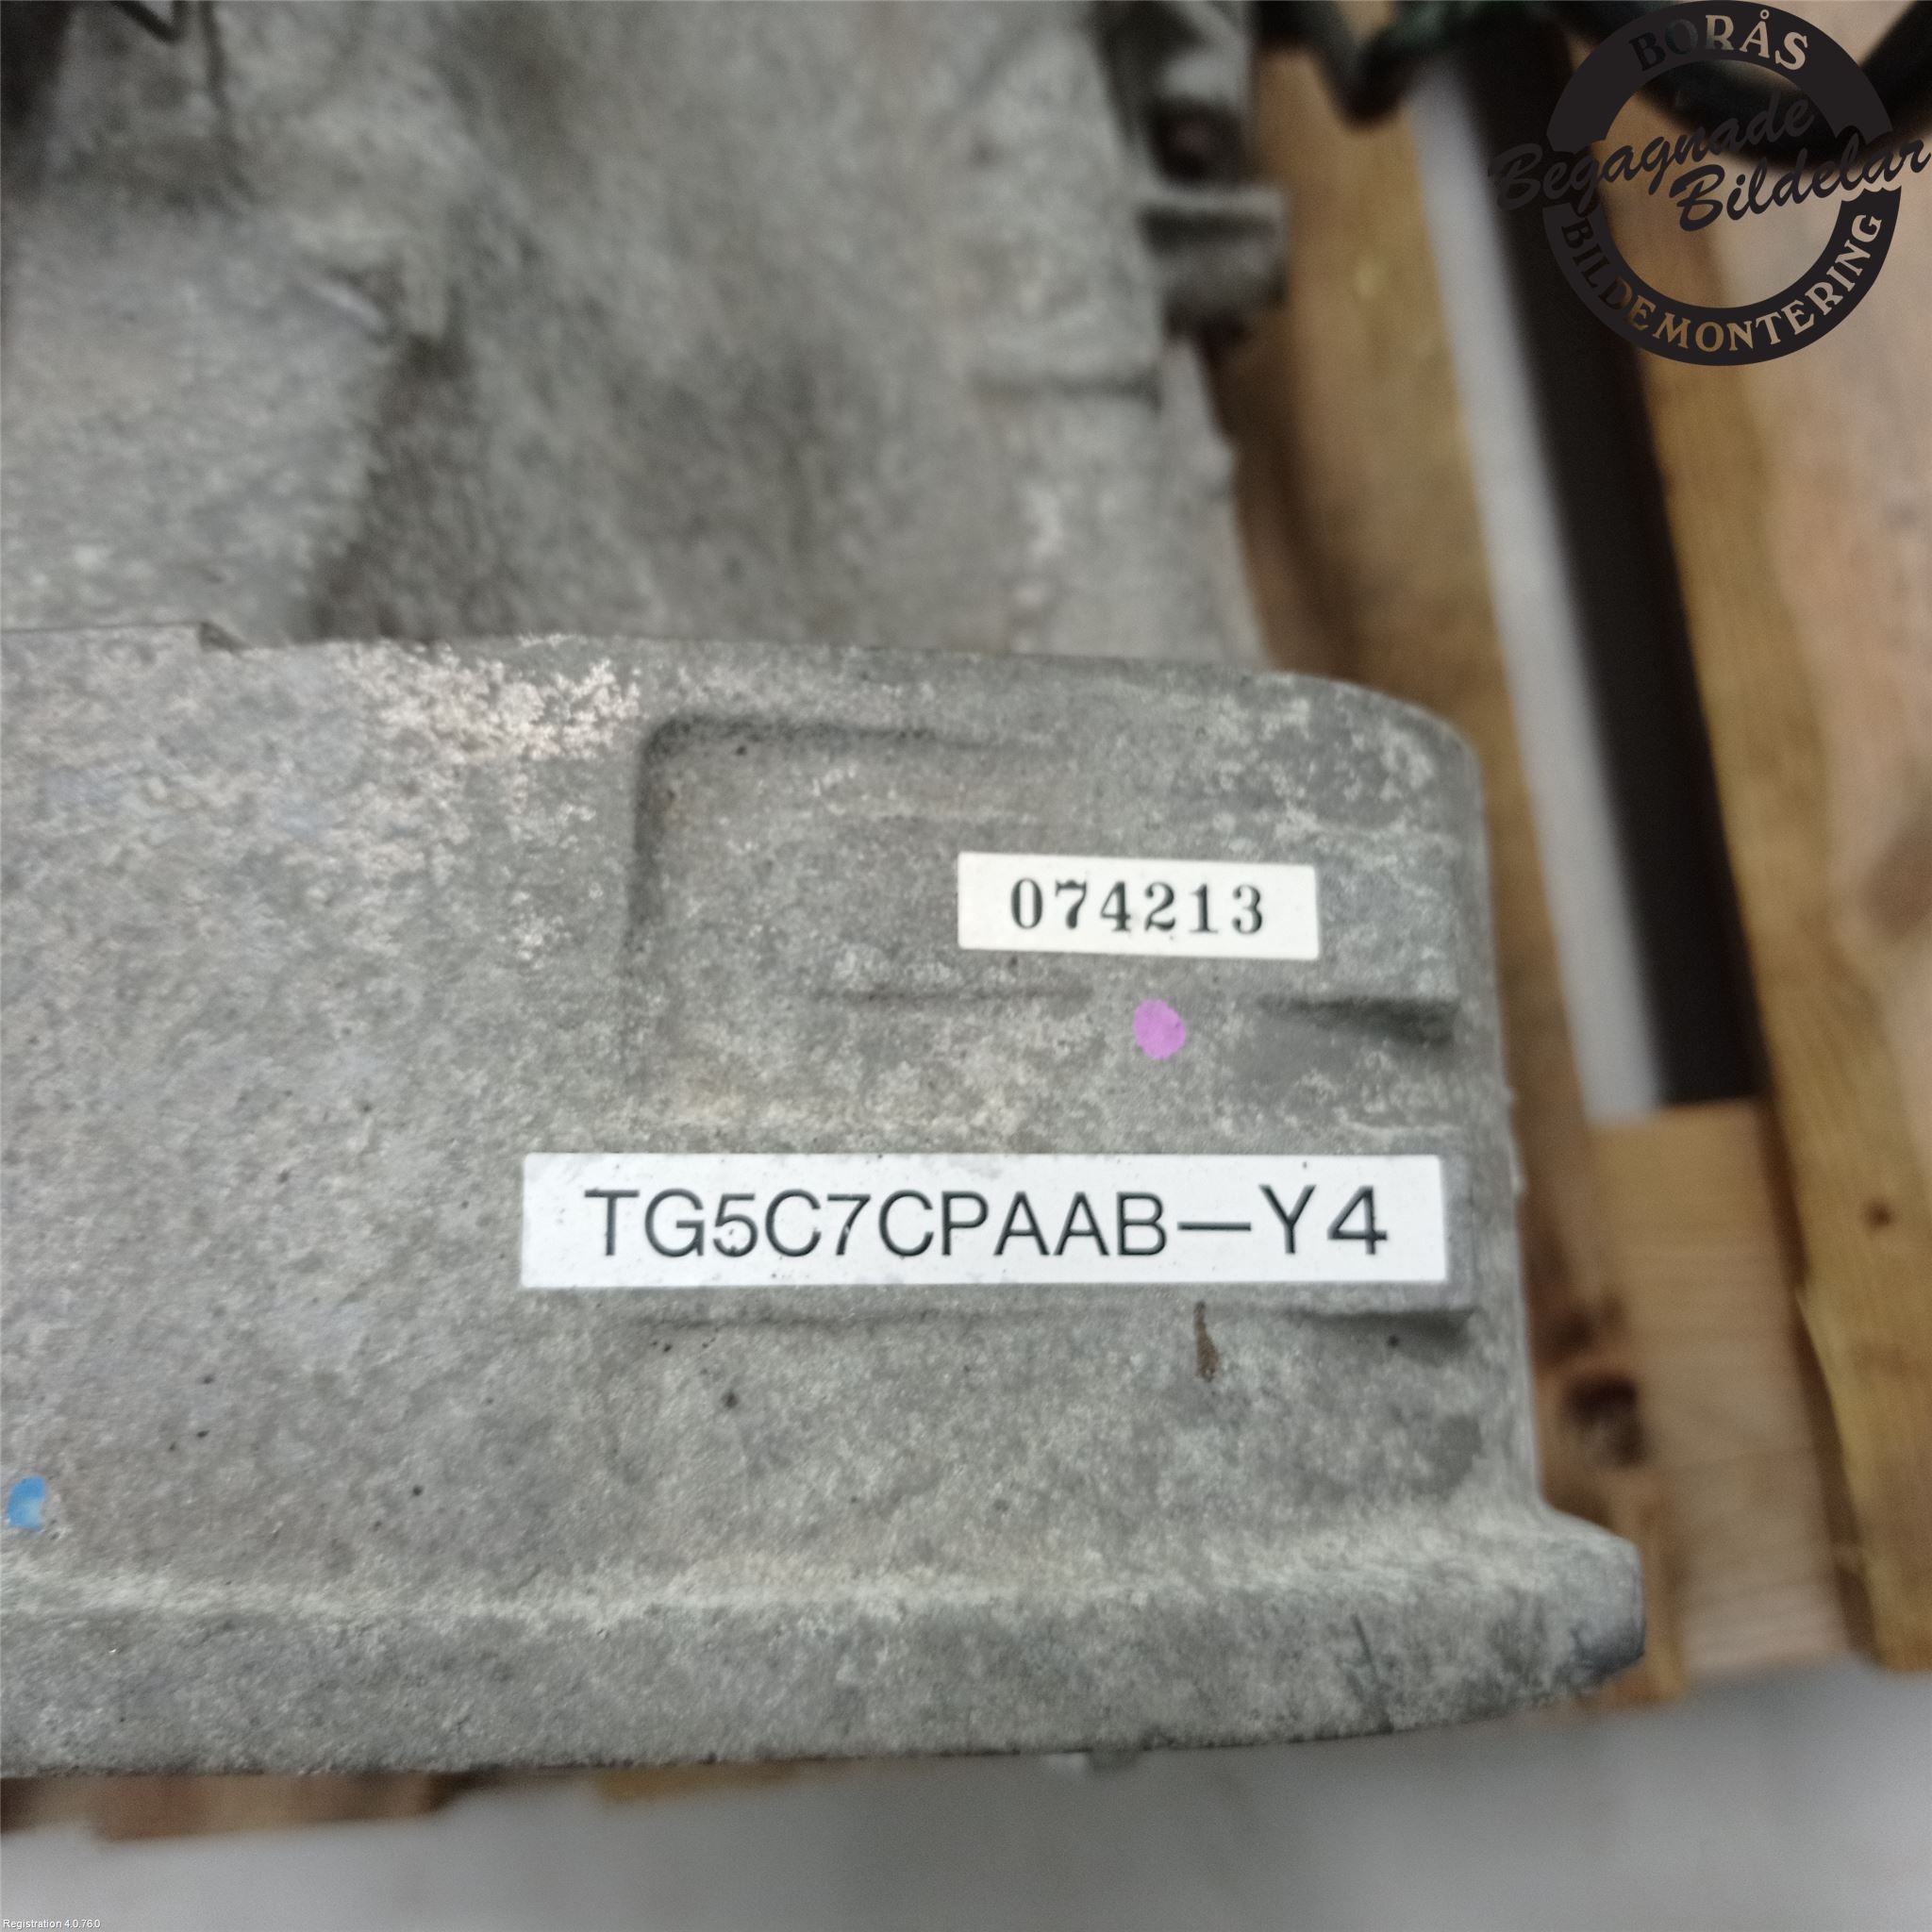 BORÅS
Begagnade
Bildelar
BILDEMONTERING
074213
TG5C7CPAAB–Y4
Registration 4.0.76.0